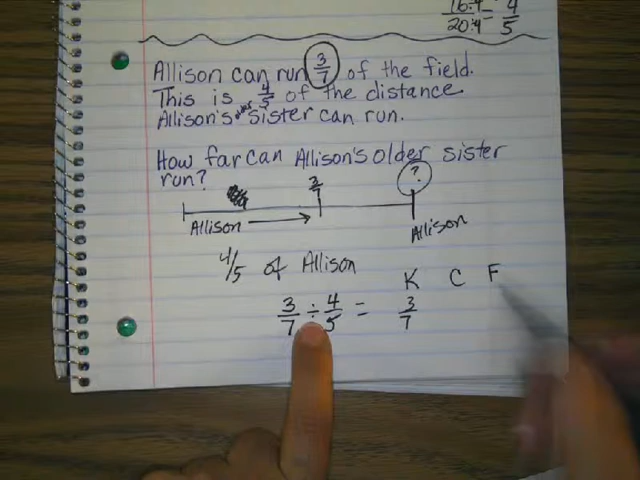 16÷4 = 4
20÷4 5
Allison can run 3/7 of the field.
This is 4/5 of the distance
Allison's older sister can run.
How far can Allison's older sister
run?
3/7 ?
Allison → Allison
4/5 of Allison
K C F
3/7 ÷ 4/5 = 3/7